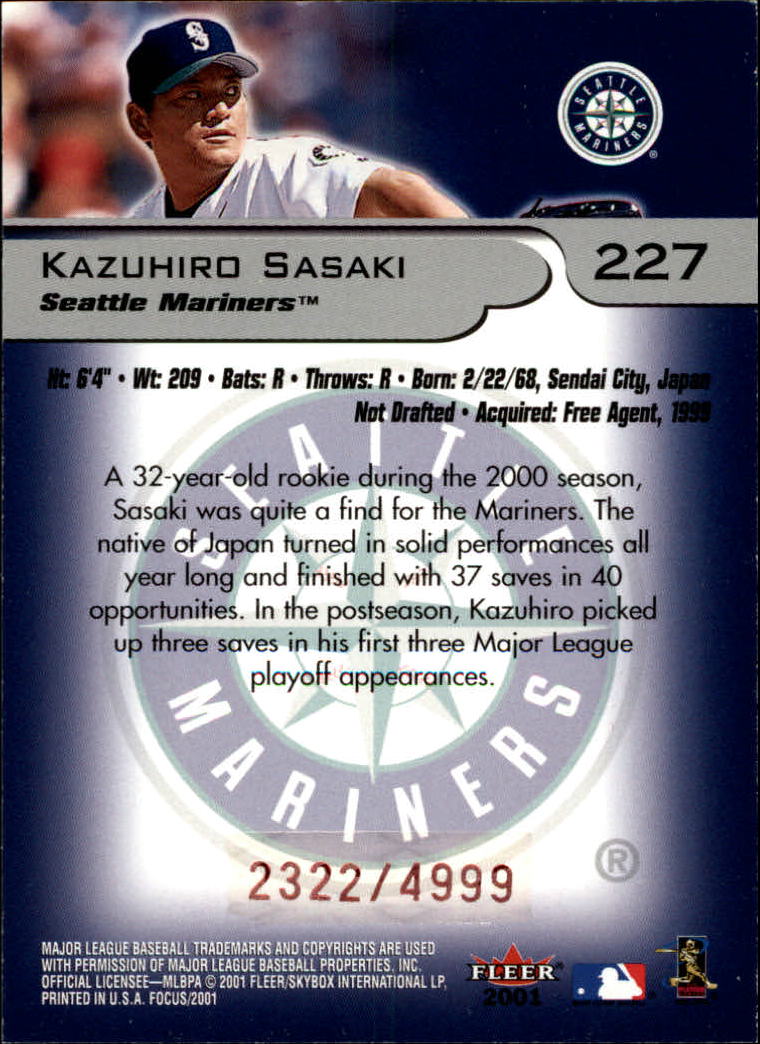 S
SEATTLE
MARINERS
®
KAZUHIRO SASAKI
227
Seattle Mariners™
Ht: 6'4" • Wt: 209 • Bats: R • Throws: R • Born: 2/22/68, Sendai City, Japan
Not Drafted • Acquired: Free Agent, 1999
SEATTLE
A 32-year-old rookie during the 2000 season,
Sasaki was quite a find for the Mariners. The
native of Japan turned in solid performances all
year long and finished with 37 saves in 40
opportunities. In the postseason, Kazuhiro picked
up three saves in his first three Major League
playoff appearances.
MARINERS
®
2322/4999
MAJOR LEAGUE BASEBALL TRADEMARKS AND COPYRIGHTS ARE USED
WITH PERMISSION OF MAJOR LEAGUE BASEBALL PROPERTIES, INC.
OFFICIAL LICENSEE—MLBPA © 2001 FLEER/SKYBOX INTERNATIONAL LP,
PRINTED IN U.S.A. FOCUS/2001
FLEER
2001